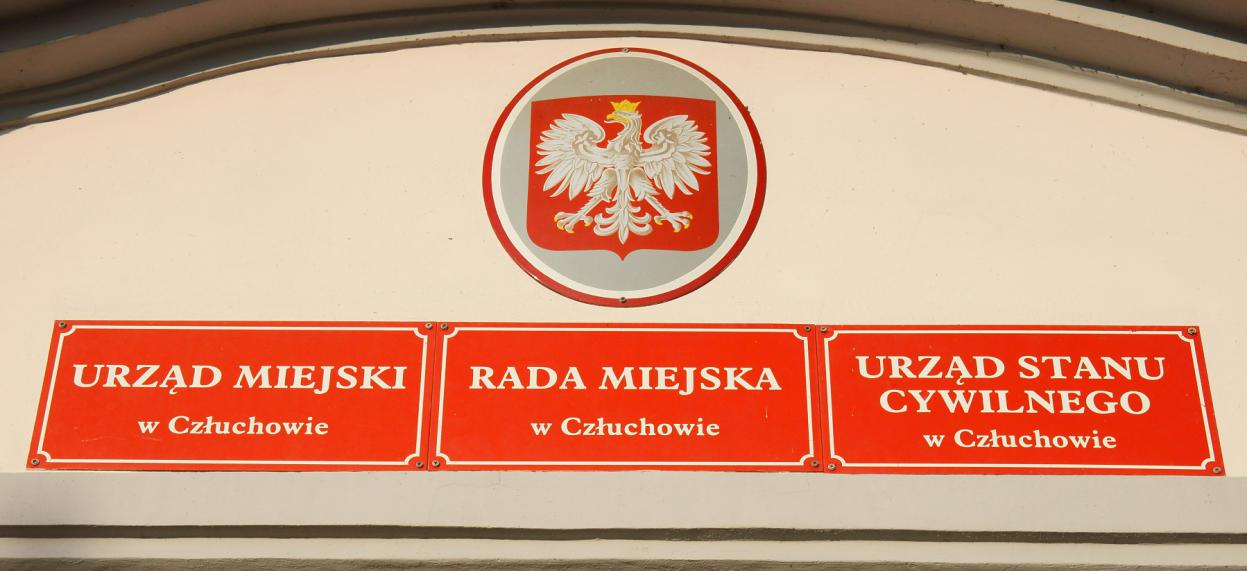 URZĄD MIEJSKI
w Człuchowie
RADA MIEJSKA
w Człuchowie
URZĄD STANU
CYWILNEGO
w Człuchowie